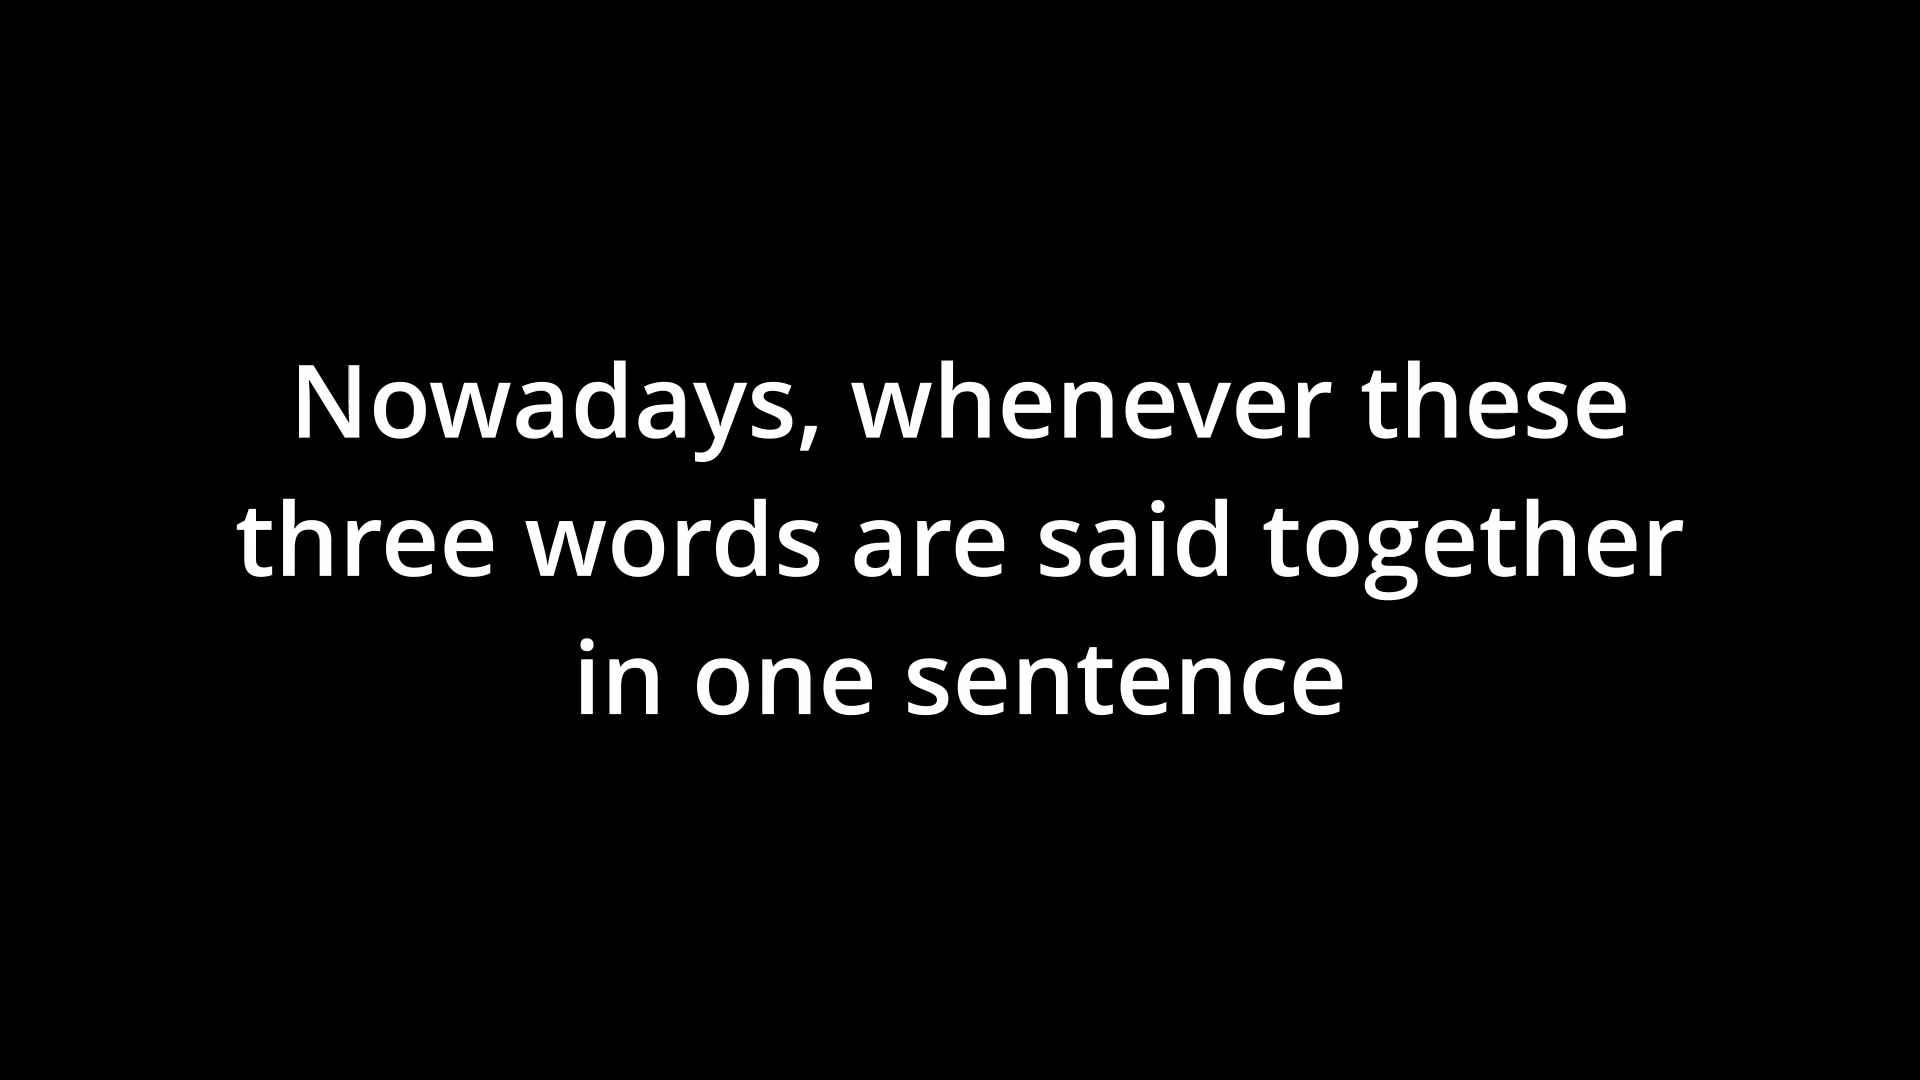 Nowadays, whenever these
three words are said together
in one sentence